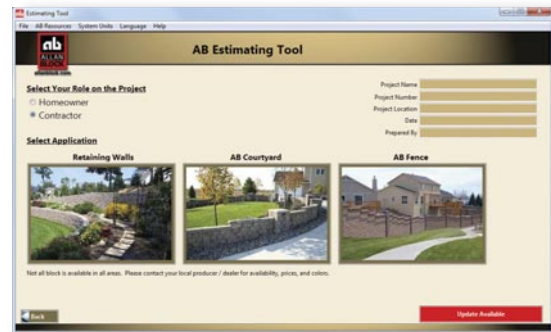 Estimating Tool
File AB Resources System Units Language Help
ab
ALLAN
BLOCK
allanblock.com
AB Estimating Tool
Select Your Role on the Project
Homeowner
Contractor
Project Name
Project Number
Project Location
Date
Prepared By
Select Application
Retaining Walls
AB Courtyard
AB Fence
Not all block is available in all areas. Please contact your local producer / dealer for availability, prices, and colors.
Back
Update Available